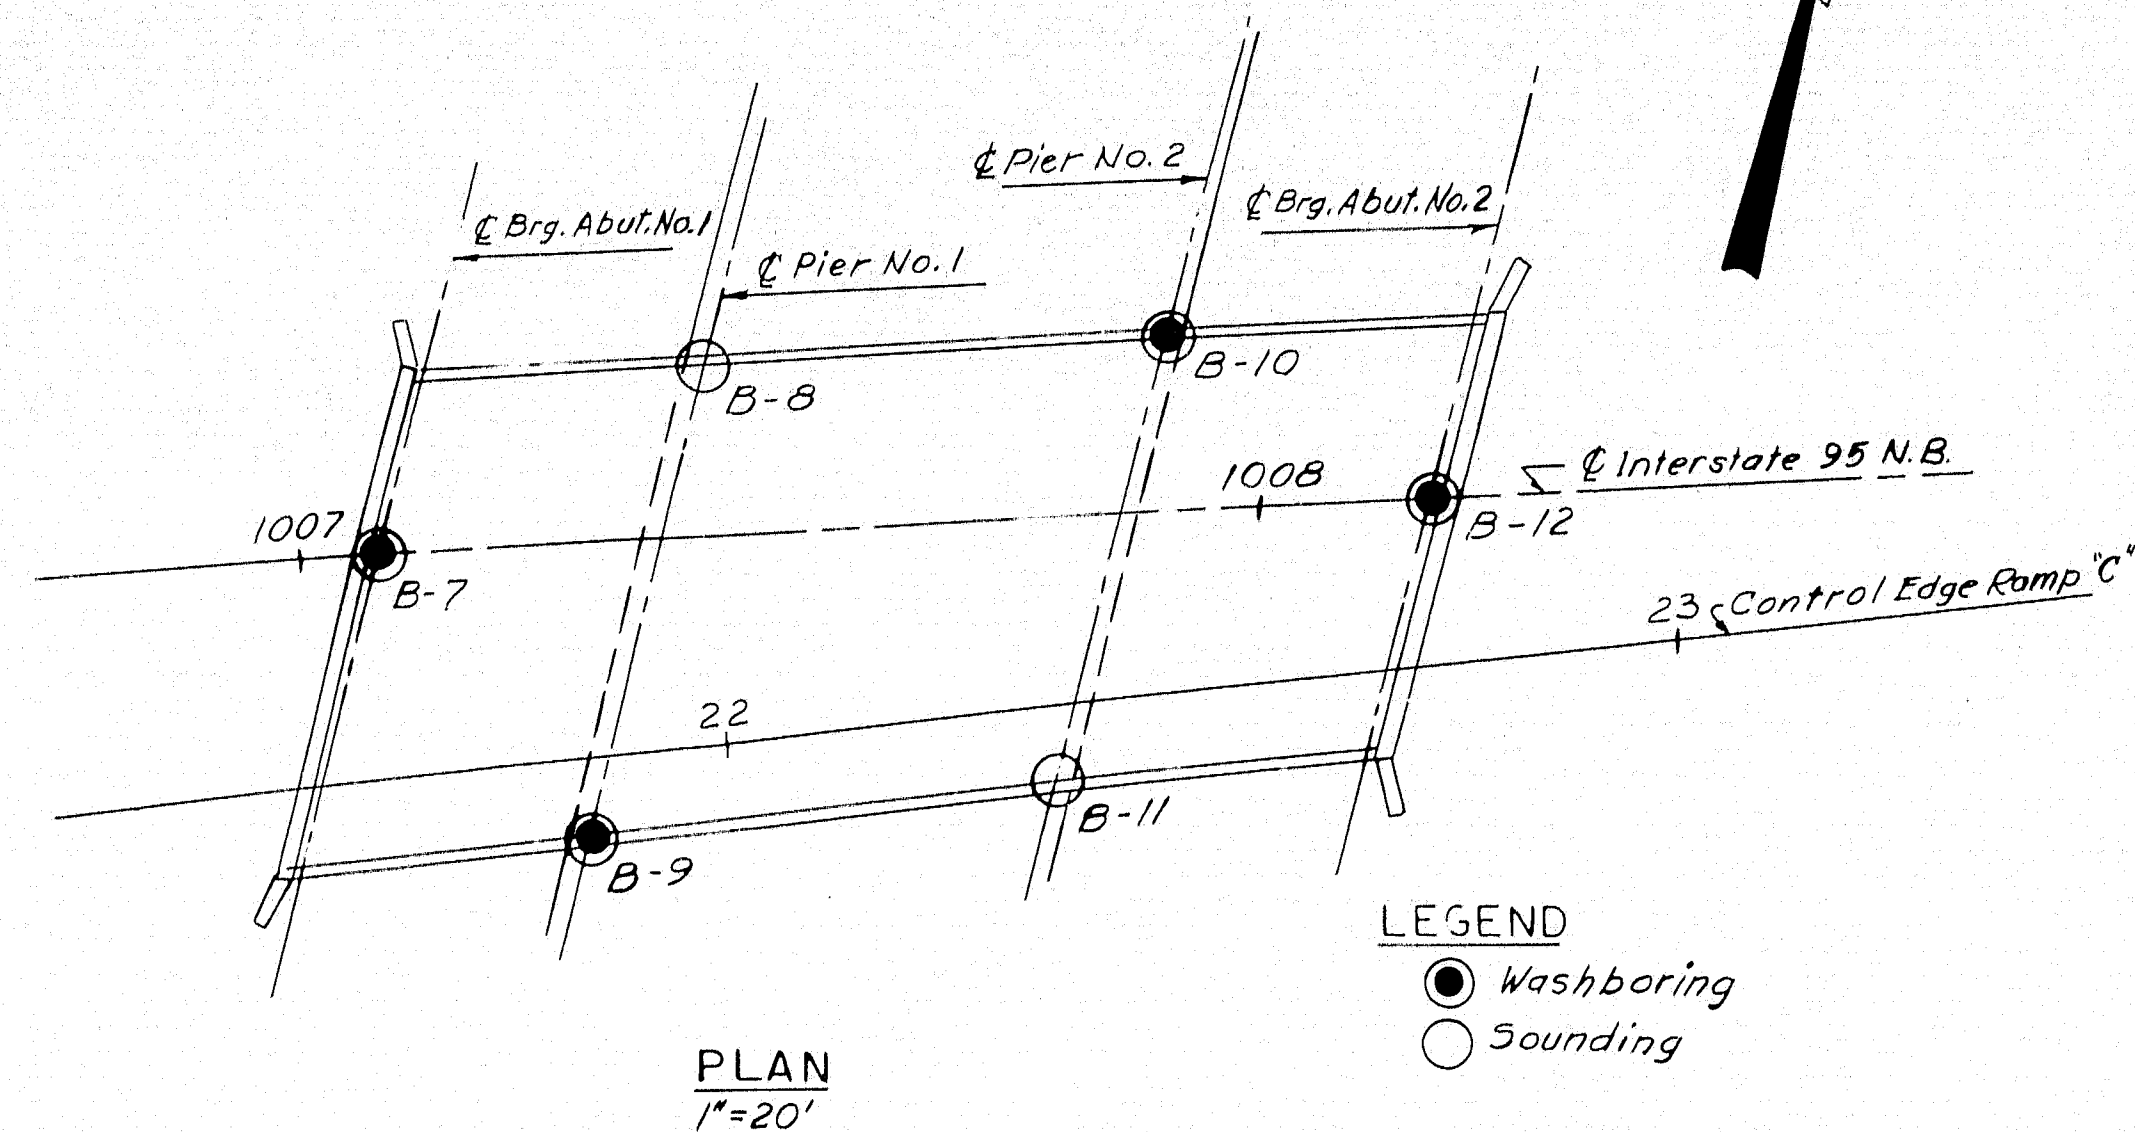 ℄ Pier No. 2
℄ Brg. Abut. No. 2
℄ Brg. Abut. No. 1
℄ Pier No. 1
B-8
B-10
1007
1008
℄ Interstate 95 N.B.
B-7
B-12
23
Control Edge Ramp "C"
22
B-9
B-11
LEGEND
Washboring
Sounding
PLAN
1"=20'